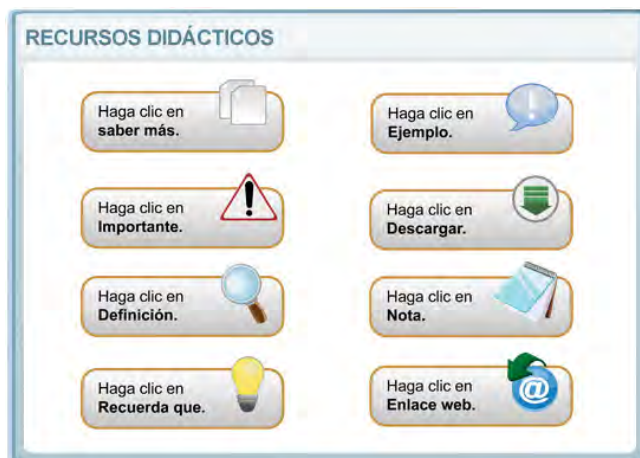 RECURSOS DIDÁCTICOS
Haga clic en
saber más.
Haga clic en
Ejemplo.
Haga clic en
Importante.
Haga clic en
Descargar.
Haga clic en
Definición.
Haga clic en
Nota.
Haga clic en
Recuerda que.
Haga clic en
Enlace web.